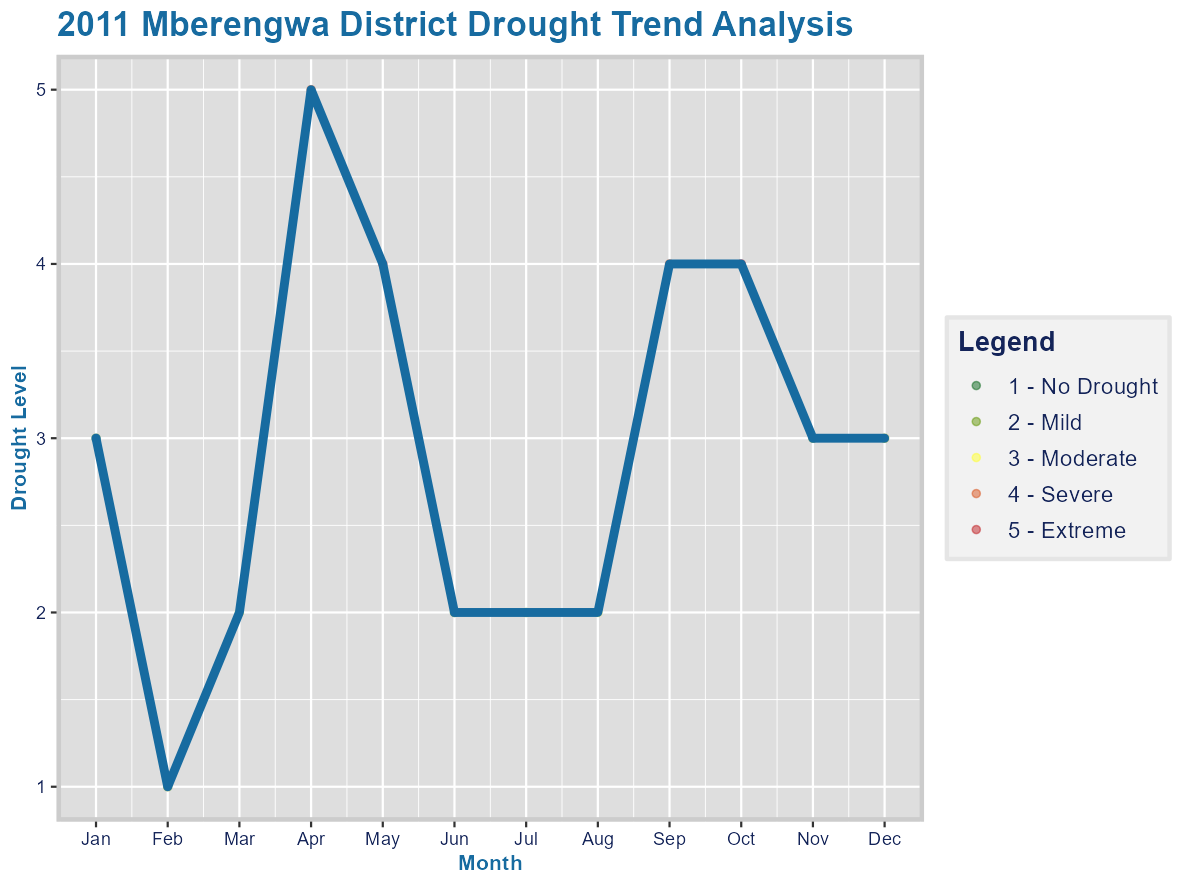 2011 Mberengwa District Drought Trend Analysis
Drought Level
5
4
3
2
1
Jan Feb Mar Apr May Jun Jul Aug Sep Oct Nov Dec
Month
Legend
1 - No Drought
2 - Mild
3 - Moderate
4 - Severe
5 - Extreme